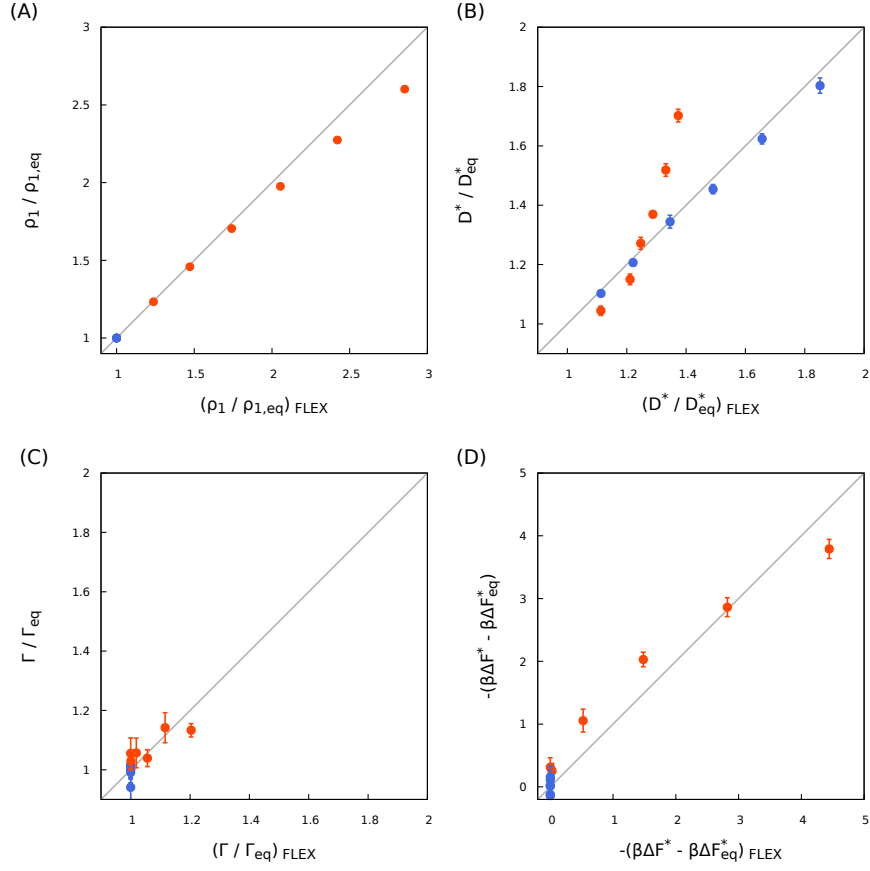 (A)
3
2.5
2
1.5
1
ρ1 / ρ1,eq
1 1.5 2 2.5 3
(ρ1 / ρ1,eq) FLEX
(B)
2
1.8
1.6
1.4
1.2
1
D* / D*eq
1 1.2 1.4 1.6 1.8 2
(D* / D*eq) FLEX
(C)
2
1.8
1.6
1.4
1.2
1
Γ / Γeq
1 1.2 1.4 1.6 1.8 2
(Γ / Γeq) FLEX
(D)
5
4
3
2
1
0
-(βΔF* - βΔF*eq)
0 1 2 3 4 5
-(βΔF* - βΔF*eq) FLEX